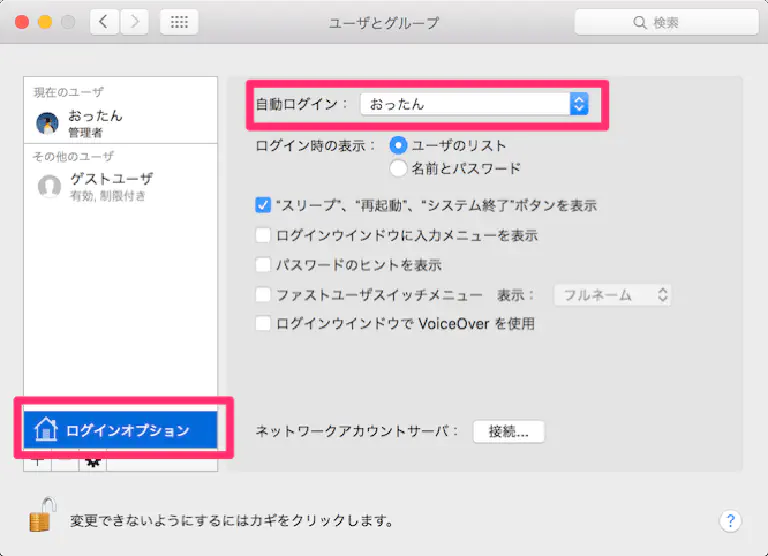 ユーザとグループ
検索
現在のユーザ
おったん
管理者
その他のユーザ
ゲストユーザ
有効, 制限付き
ログインオプション
自動ログイン： おったん
ログイン時の表示： ユーザのリスト
名前とパスワード
“スリープ”、“再起動”、“システム終了”ボタンを表示
ログインウインドウに入力メニューを表示
パスワードのヒントを表示
ファストユーザスイッチメニュー 表示： フルネーム
ログインウインドウで VoiceOver を使用
ネットワークアカウントサーバ： 接続...
変更できないようにするにはカギをクリックします。
?